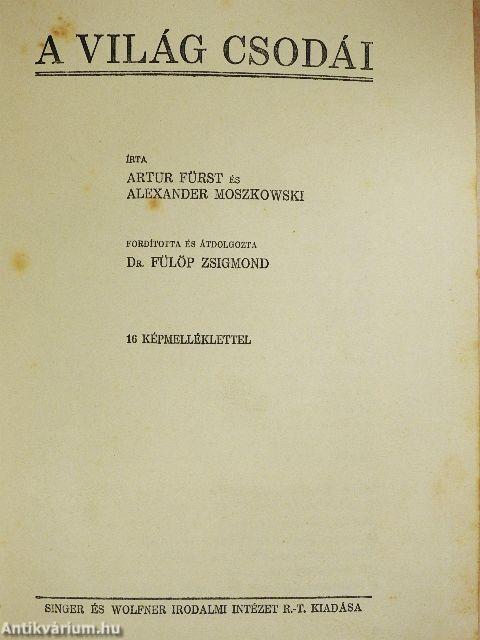 A VILÁG CSODÁI
ÍRTA
ARTUR FÜRST ÉS
ALEXANDER MOSZKOWSKI
FORDÍTOTTA ÉS ÁTDOLGOZTA
DR. FÜLÖP ZSIGMOND
16 KÉPMELLÉKLETTEL
SINGER ÉS WOLFNER IRODALMI INTÉZET R.-T. KIADÁSA
Antikvárium.hu